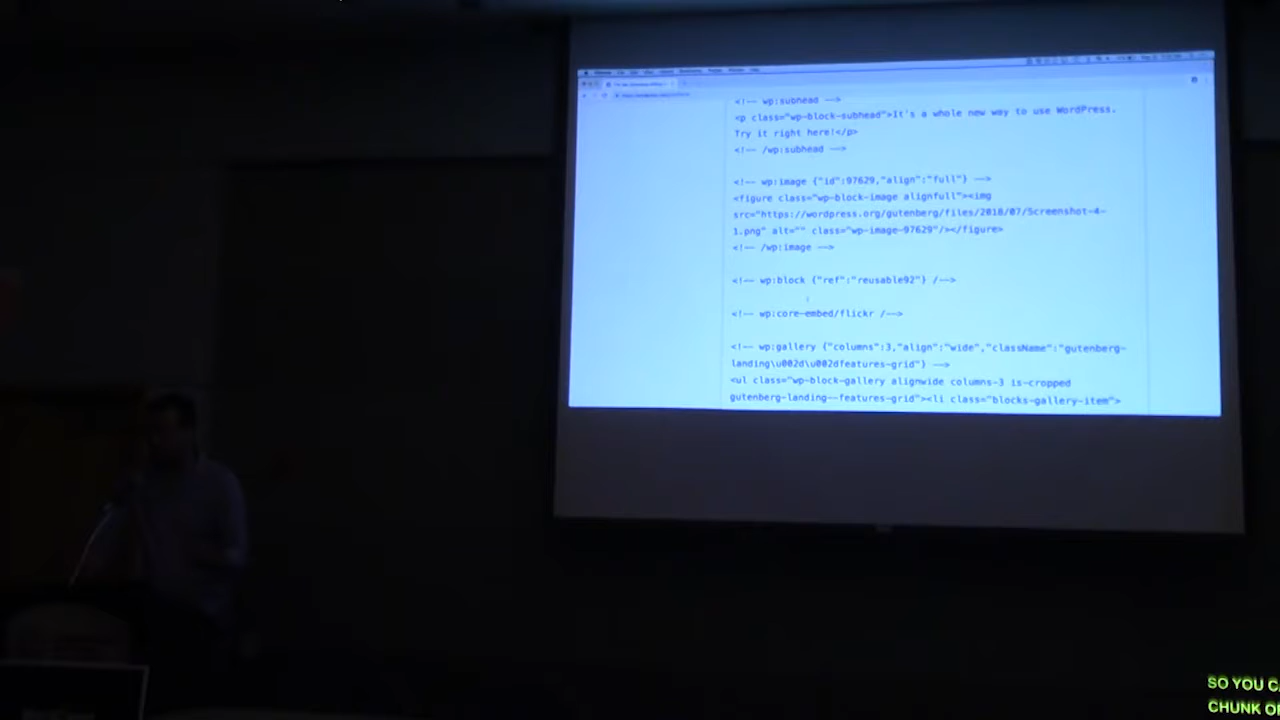 <!-- wp:subhead -->
<p class="wp-block-subhead">It's a whole new way to use WordPress.
Try it right here!</p>
<!-- /wp:subhead -->
<!-- wp:image {"id":97629,"align":"full"} -->
<figure class="wp-block-image alignfull"><img
src="https://wordpress.org/gutenberg/files/2018/07/Screenshot-4-
1.png" alt="" class="wp-image-97629"/></figure>
<!-- /wp:image -->
<!-- wp:block {"ref":"reusable92"} /-->
<!-- wp:core-embed/flickr /-->
<!-- wp:gallery {"columns":3,"align":"wide","className":"gutenberg-
landing\u002d\u002dfeatures-grid"} -->
<ul class="wp-block-gallery alignwide columns-3 is-cropped
gutenberg-landing--features-grid"><li class="blocks-gallery-item">
SO YOU
CHUNK